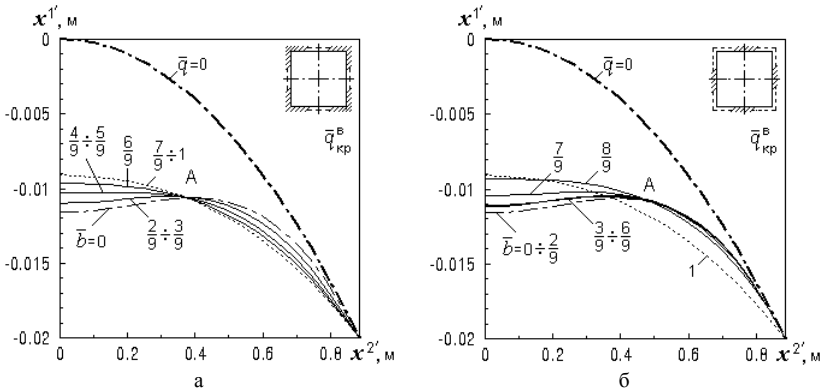 x¹′, м
0
-0.005
-0.01
-0.015
-0.02
0
0.2
0.4
0.6
0.8
x²′, м
q̄=0
q̄ᵏʳ в
4/9 ÷ 5/9
6/9
7/9 ÷ 1
A
b̄=0
2/9 ÷ 3/9
а
x¹′, м
0
-0.005
-0.01
-0.015
-0.02
0
0.2
0.4
0.6
0.8
x²′, м
q̄=0
q̄ᵏʳ в
7/9
8/9
A
b̄=0 ÷ 2/9
3/9 ÷ 6/9
1
б